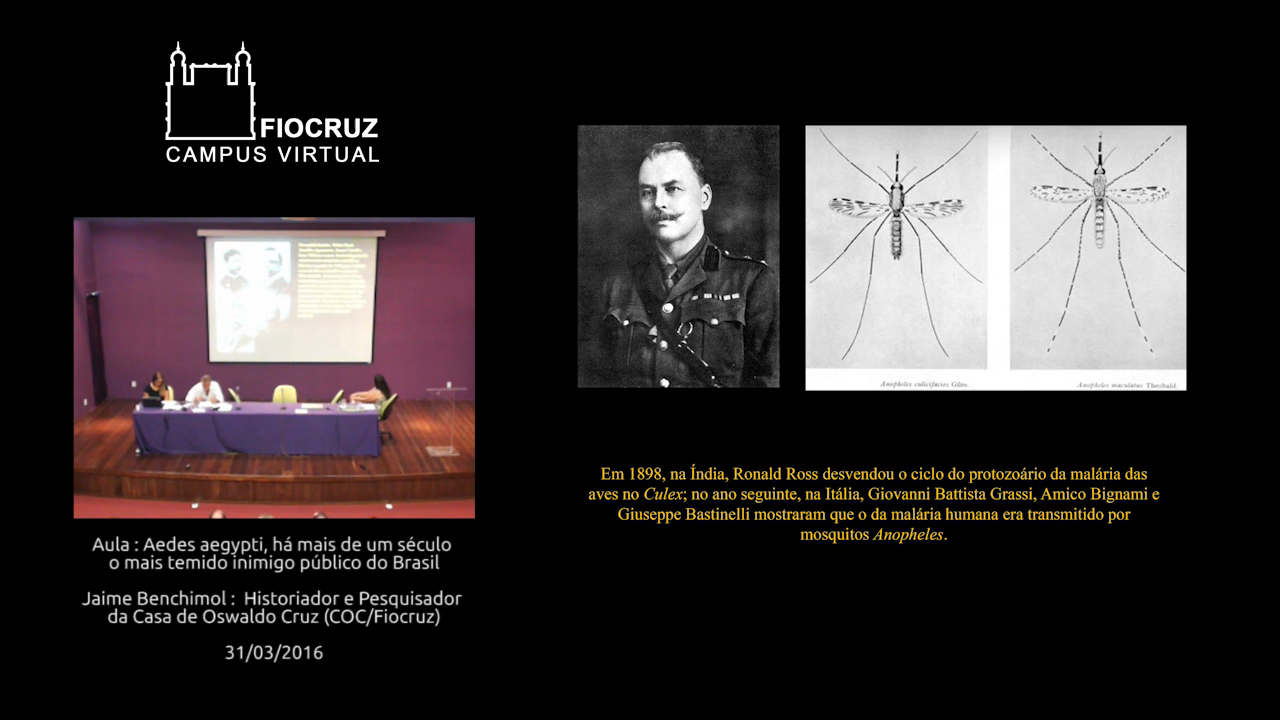 FIOCRUZ
CAMPUS VIRTUAL
Aula : Aedes aegypti, há mais de um século
o mais temido inimigo público do Brasil
Jaime Benchimol : Historiador e Pesquisador
da Casa de Oswaldo Cruz (COC/Fiocruz)
31/03/2016
Anopheles culicifacies Giles.
Anopheles maculatus Theobald.
Em 1898, na Índia, Ronald Ross desvendou o ciclo do protozoário da malária das
aves no Culex; no ano seguinte, na Itália, Giovanni Battista Grassi, Amico Bignami e
Giuseppe Bastinelli mostraram que o da malária humana era transmitido por
mosquitos Anopheles.